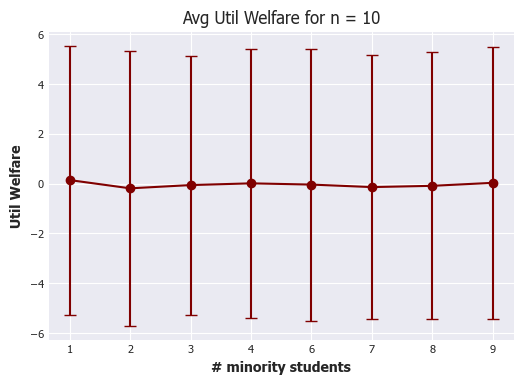 Avg Util Welfare for n = 10
6
4
2
0
−2
−4
−6
Util Welfare
1 2 3 4 6 7 8 9
# minority students